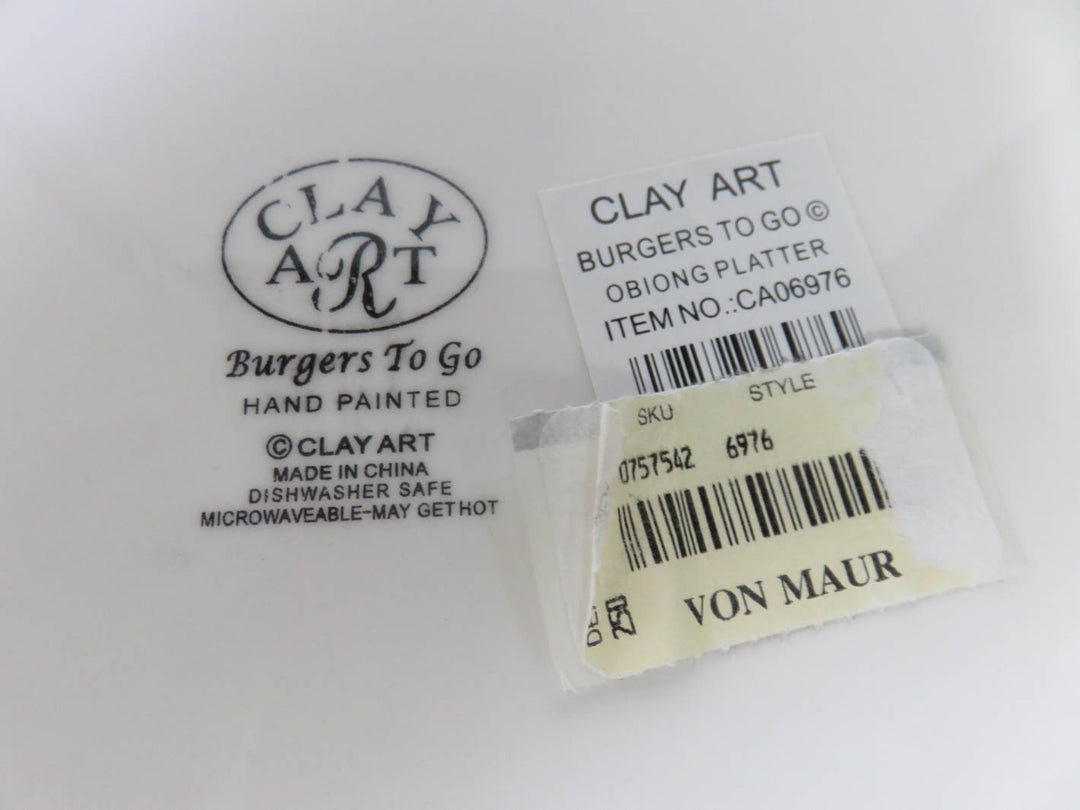 CLAY
ART
Burgers To Go
HAND PAINTED
© CLAY ART
MADE IN CHINA
DISHWASHER SAFE
MICROWAVEABLE-MAY GET HOT
CLAY ART
BURGERS TO GO ©
OBIONG PLATTER
ITEM NO.:CA06976
SKU STYLE
0757542 6976
VON MAUR